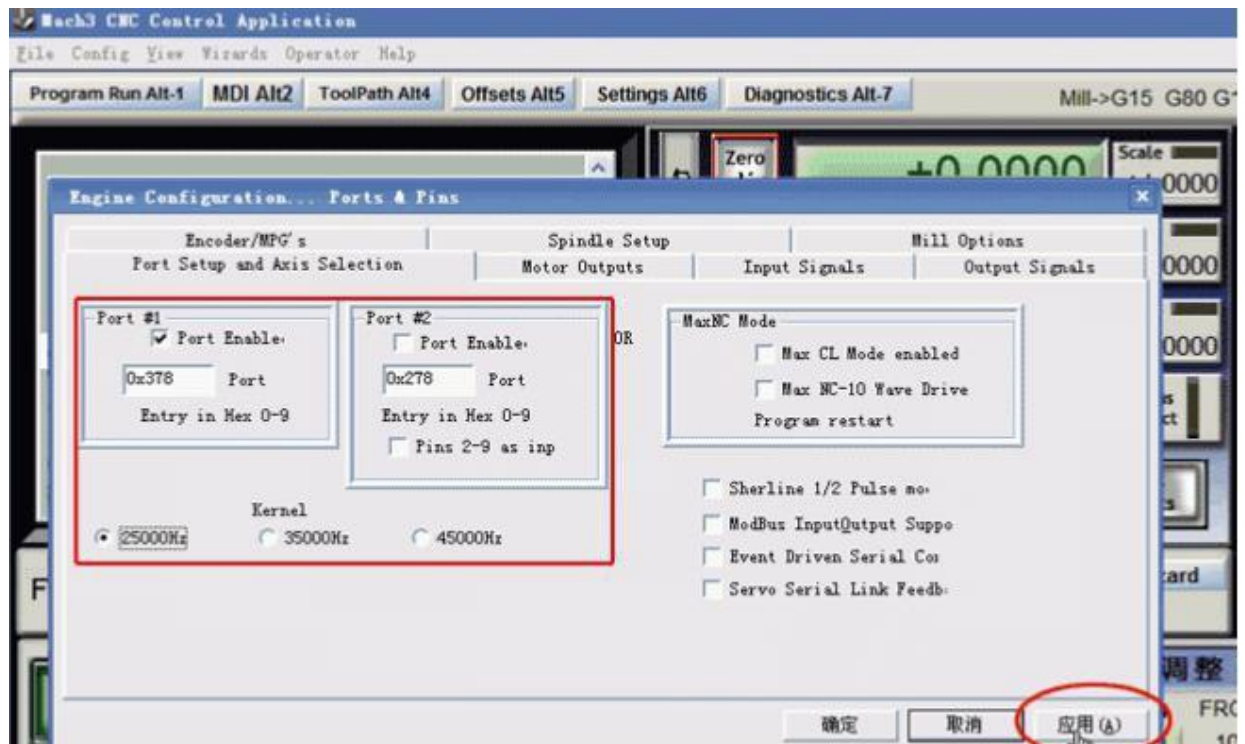 Mach3 CNC Control Application
File Config View Wizards Operator Help
Program Run Alt-1 MDI Alt2 ToolPath Alt4 Offsets Alt5 Settings Alt6 Diagnostics Alt-7 Mill->G15 G80 G
Zero
+0.0000
Scale
0000
Engine Configuration... Ports & Pins
Encoder/MPG's Spindle Setup Mill Options
Port Setup and Axis Selection Motor Outputs Input Signals Output Signals
0000
Port #1 Port #2 MaxNC Mode
Port Enable Port Enable OR
Max CL Mode enabled
0000
0x378 Port 0x278 Port
Max NC-10 Wave Drive
Entry in Hex 0-9 Entry in Hex 0-9
Program restart
Pins 2-9 as inp
Sherline 1/2 Pulse mo
Kernel
ModBus InputOutput Suppo
25000Hz 35000Hz 45000Hz
Event Driven Serial Co
Servo Serial Link Feedb
ard
F
调整
确定 取消 应用(A)
FRO
10